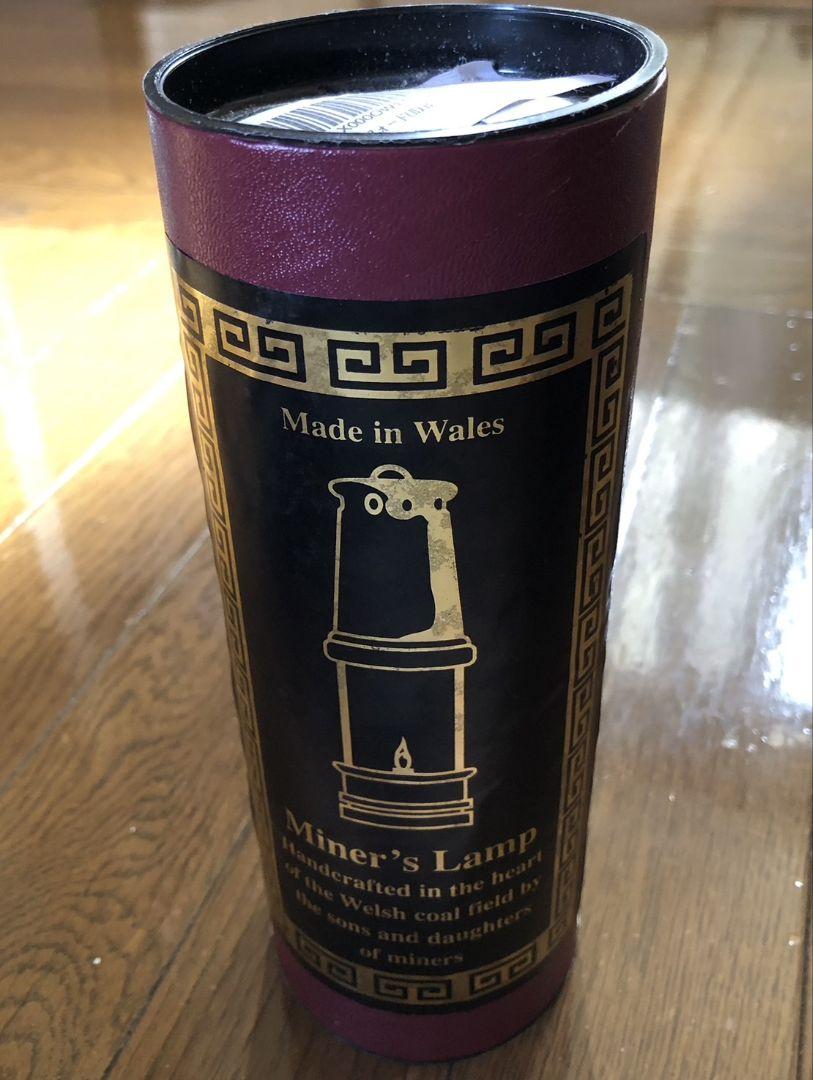 Made in Wales
Miner's Lamp
Handcrafted in the heart
of the Welsh coal field by
the sons and daughters
of miners